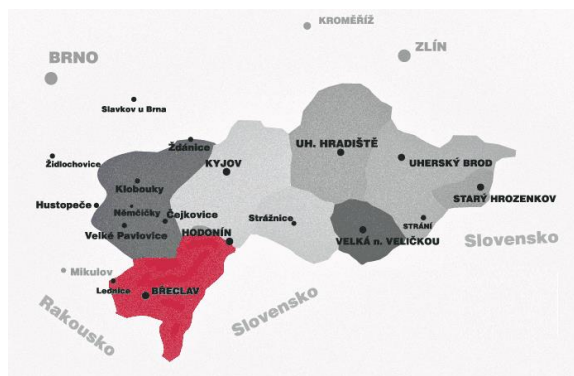 KROMĚŘÍŽ
ZLÍN
BRNO
Slavkov u Brna
Ždánice
UH. HRADIŠTĚ
Židlochovice
KYJOV
UHERSKÝ BROD
Klobouky
STARÝ HROZENKOV
Hustopeče
Němčičky
Čejkovice
Strážnice
STRÁNÍ
Velké Pavlovice
HODONÍN
VELKÁ n. VELIČKOU
Slovensko
Mikulov
Lednice
BŘECLAV
Slovensko
Rakousko